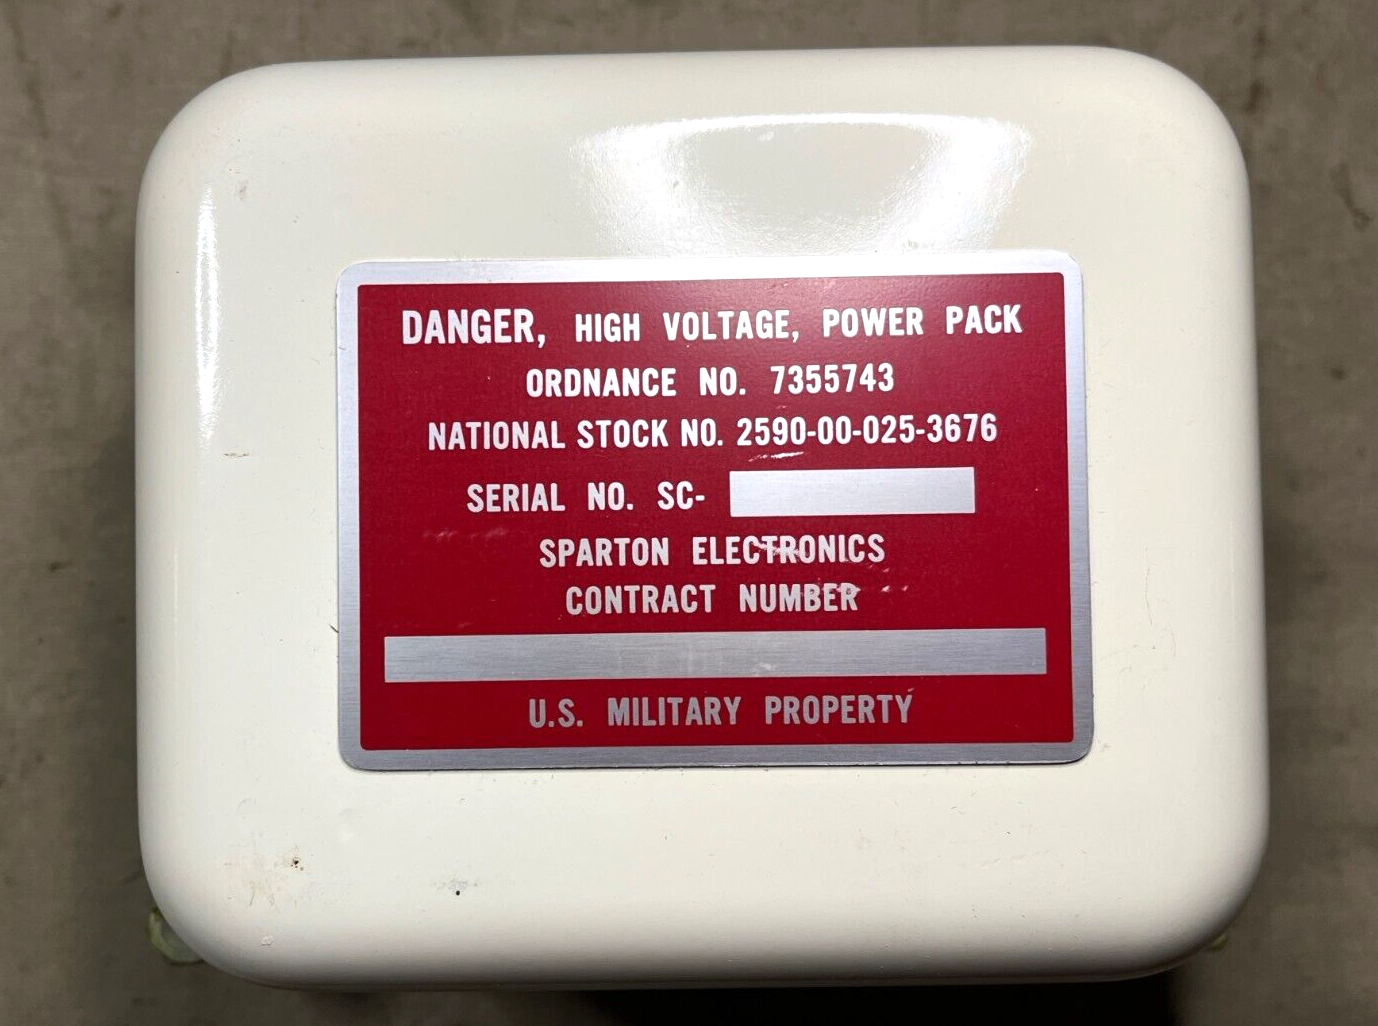 DANGER, HIGH VOLTAGE, POWER PACK
ORDNANCE NO. 7355743
NATIONAL STOCK NO. 2590-00-025-3676
SERIAL NO. SC-
SPARTON ELECTRONICS
CONTRACT NUMBER
U.S. MILITARY PROPERTY